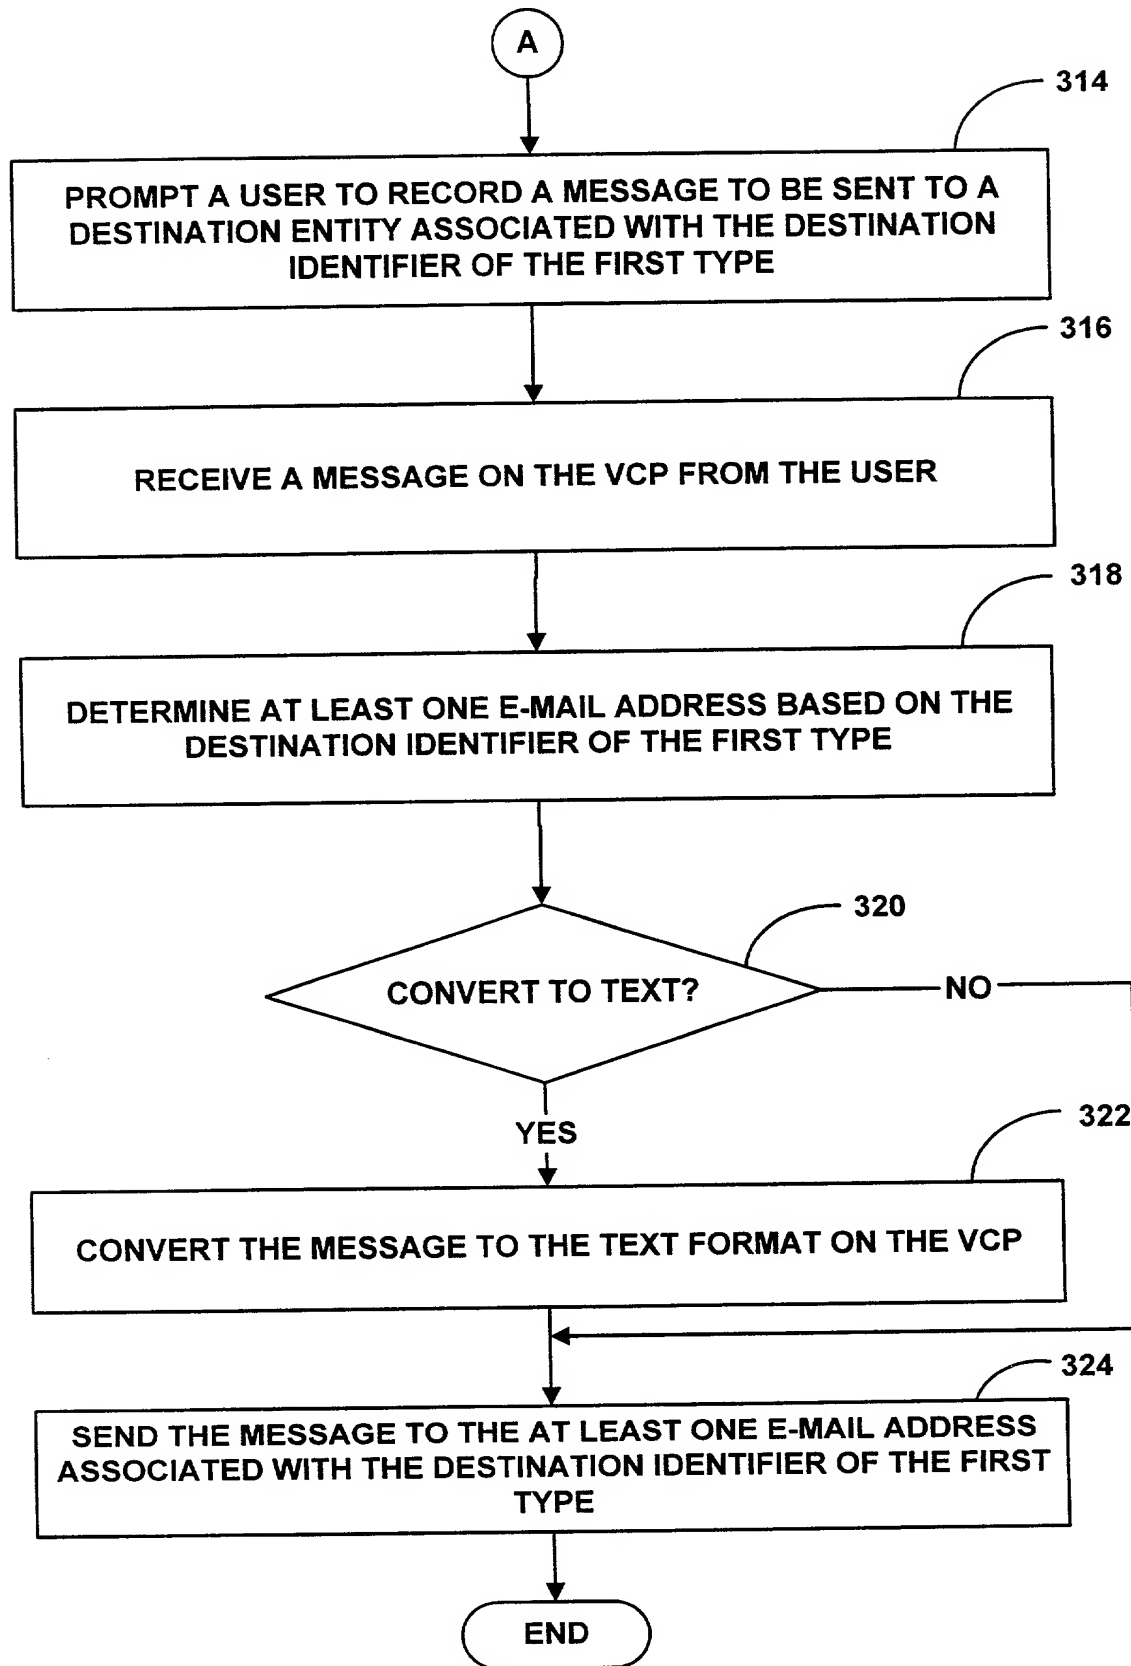 A
314
PROMPT A USER TO RECORD A MESSAGE TO BE SENT TO A
DESTINATION ENTITY ASSOCIATED WITH THE DESTINATION
IDENTIFIER OF THE FIRST TYPE
316
RECEIVE A MESSAGE ON THE VCP FROM THE USER
318
DETERMINE AT LEAST ONE E-MAIL ADDRESS BASED ON THE
DESTINATION IDENTIFIER OF THE FIRST TYPE
320
CONVERT TO TEXT?
NO
YES
322
CONVERT THE MESSAGE TO THE TEXT FORMAT ON THE VCP
324
SEND THE MESSAGE TO THE AT LEAST ONE E-MAIL ADDRESS
ASSOCIATED WITH THE DESTINATION IDENTIFIER OF THE FIRST
TYPE
END